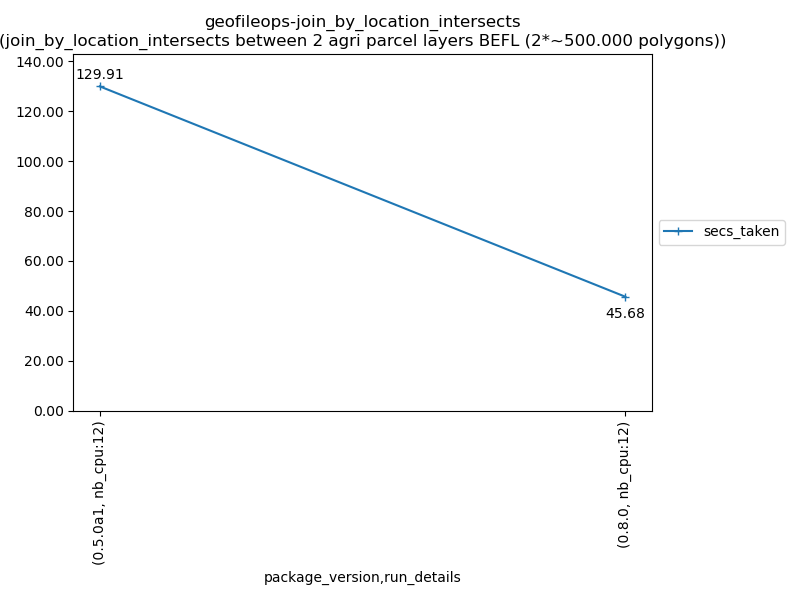 geofileops-join_by_location_intersects
(join_by_location_intersects between 2 agri parcel layers BEFL (2*~500.000 polygons))
140.00
120.00
100.00
80.00
60.00
40.00
20.00
0.00
129.91
45.68
secs_taken
(0.5.0a1, nb_cpu:12)
(0.8.0, nb_cpu:12)
package_version,run_details